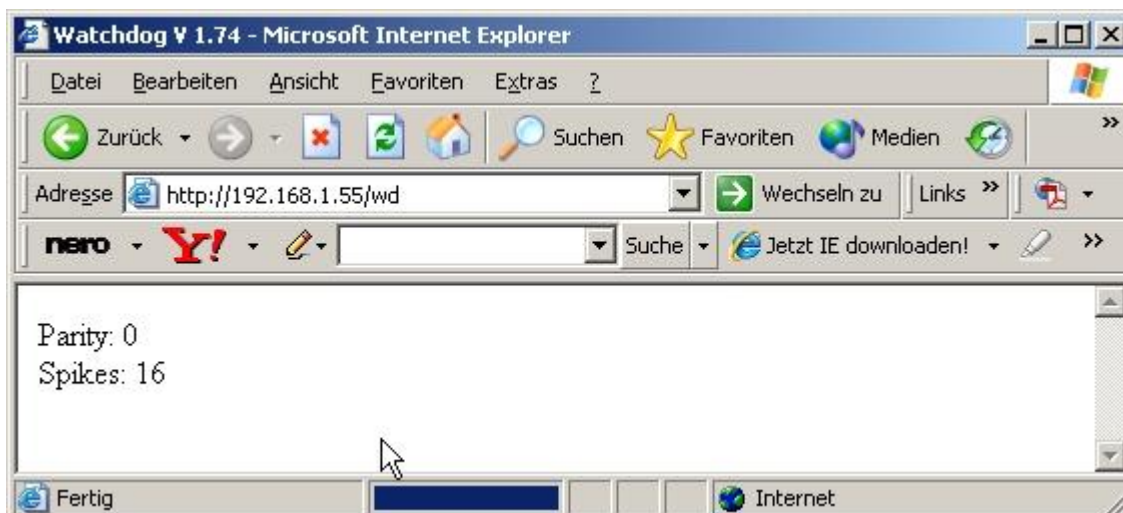 Watchdog V 1.74 - Microsoft Internet Explorer
Datei Bearbeiten Ansicht Favoriten Extras ?
Zurück Suchen Favoriten Medien »
Adresse http://192.168.1.55/wd Wechseln zu Links »
nero Y! Suche Jetzt IE downloaden! »
Parity: 0
Spikes: 16
Fertig Internet